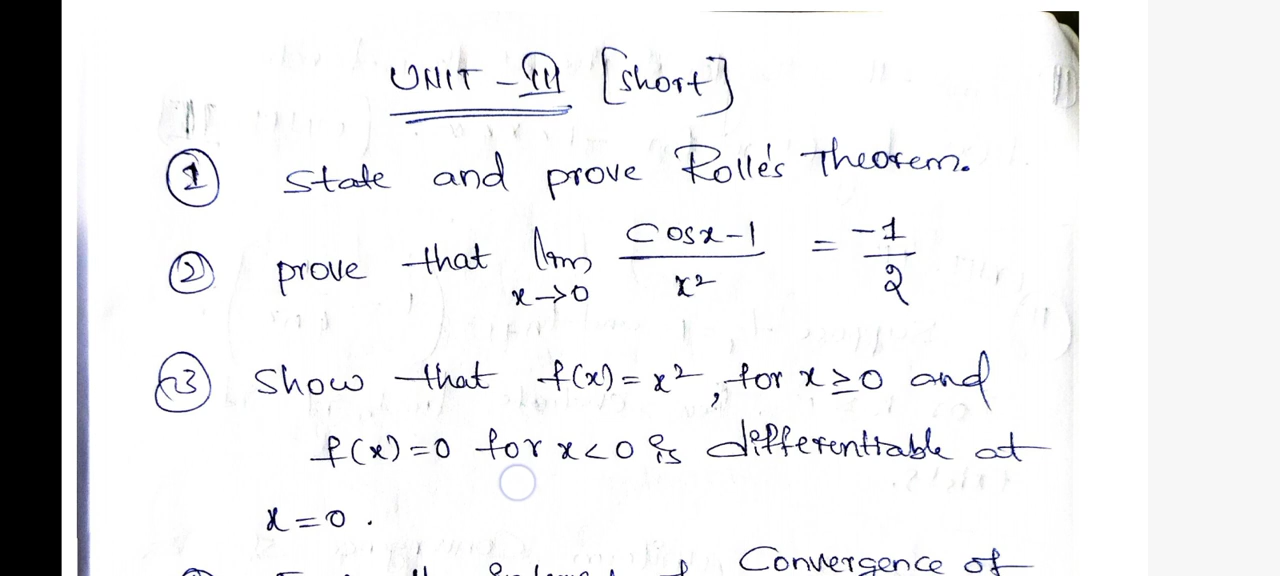 UNIT - III [short]
① State and prove Rolle's Theorem.
② prove that lim x→0 (cosx-1)/x² = -1/2
③ Show that f(x) = x², for x ≥ 0 and
f(x) = 0 for x < 0 is differentiable at
x = 0.
Convergence of